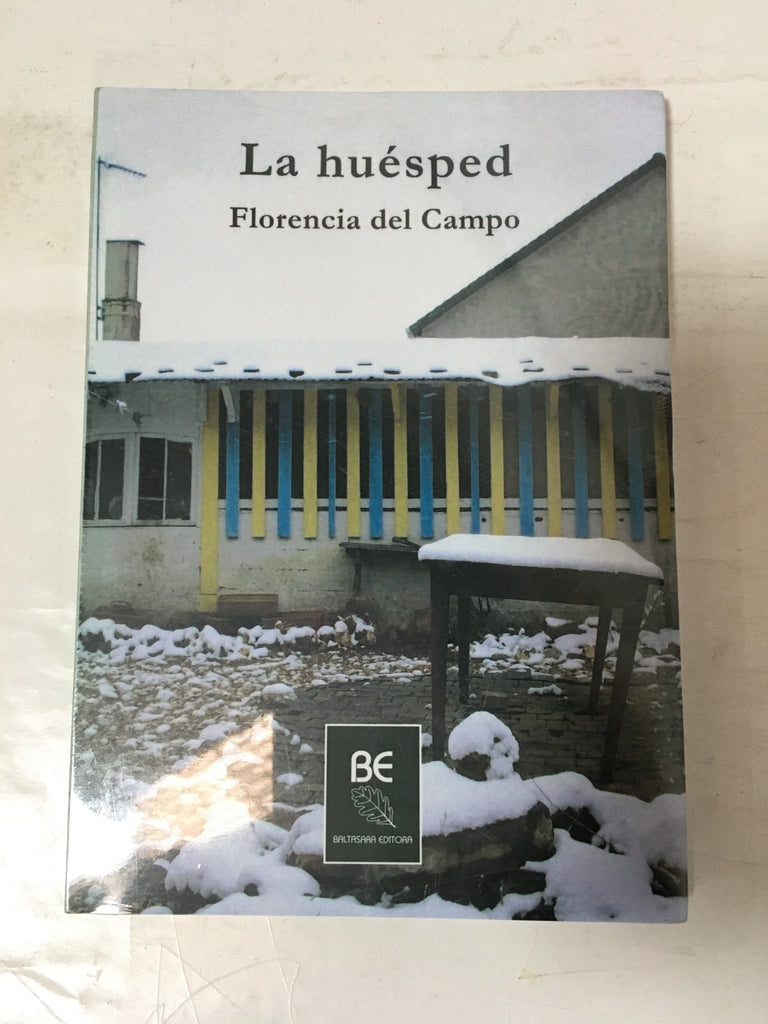 La huésped
Florencia del Campo
BE
BALTASARA EDITORA